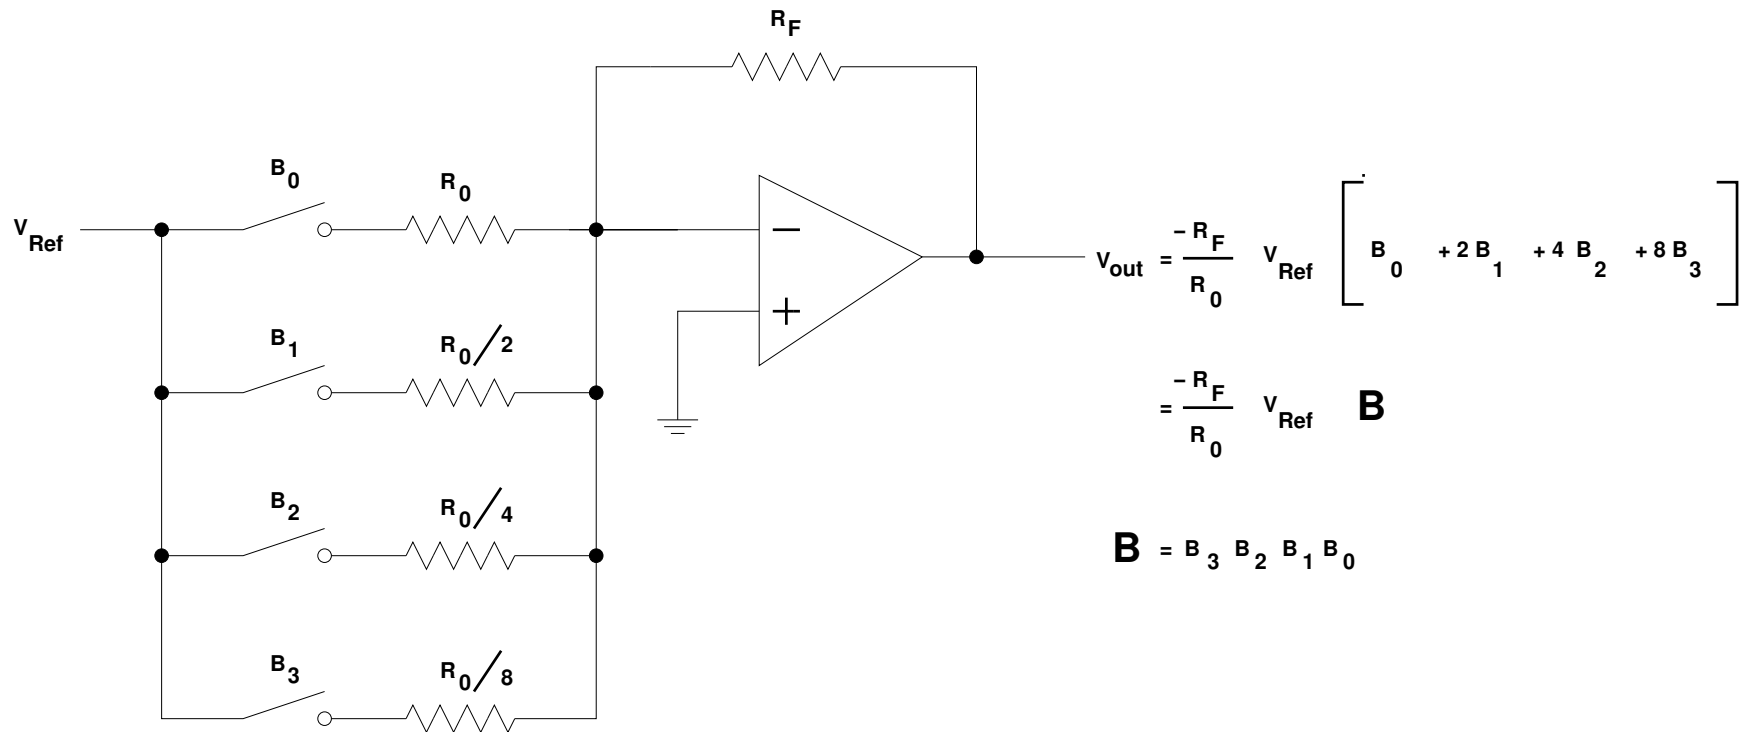 R_F
B_0
R_0
V_Ref
−
+
V_out = −R_F / R_0 V_Ref [ B_0 + 2 B_1 + 4 B_2 + 8 B_3 ]
B_1
R_0/2
= −R_F / R_0 V_Ref B
B_2
R_0/4
B = B_3 B_2 B_1 B_0
B_3
R_0/8